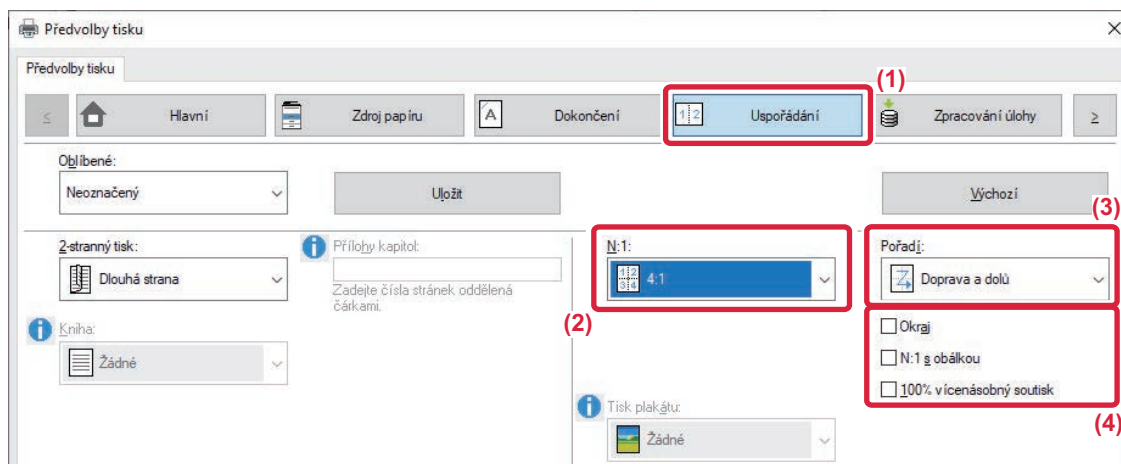 Předvolby tisku
Předvolby tisku
(1)
Hlavní
Zdroj papíru
Dokončení
Uspořádání
Zpracování úlohy
Oblíbené:
Neoznačený
Uložit
Výchozí
(3)
2-stranný tisk:
Přílohy kapitol:
N:1:
Pořadí:
Dlouhá strana
4:1
Doprava a dolů
Zadejte čísla stránek oddělená
čárkami.
(2)
Kniha:
Žádné
Okraj
N:1 s obálkou
100% vícenásobný soutisk
(4)
Tisk plakátu:
Žádné